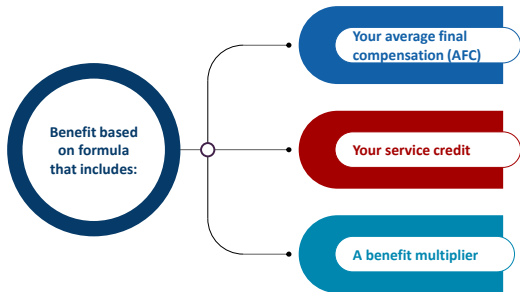 Benefit based
on formula
that includes:
Your average final
compensation (AFC)
Your service credit
A benefit multiplier